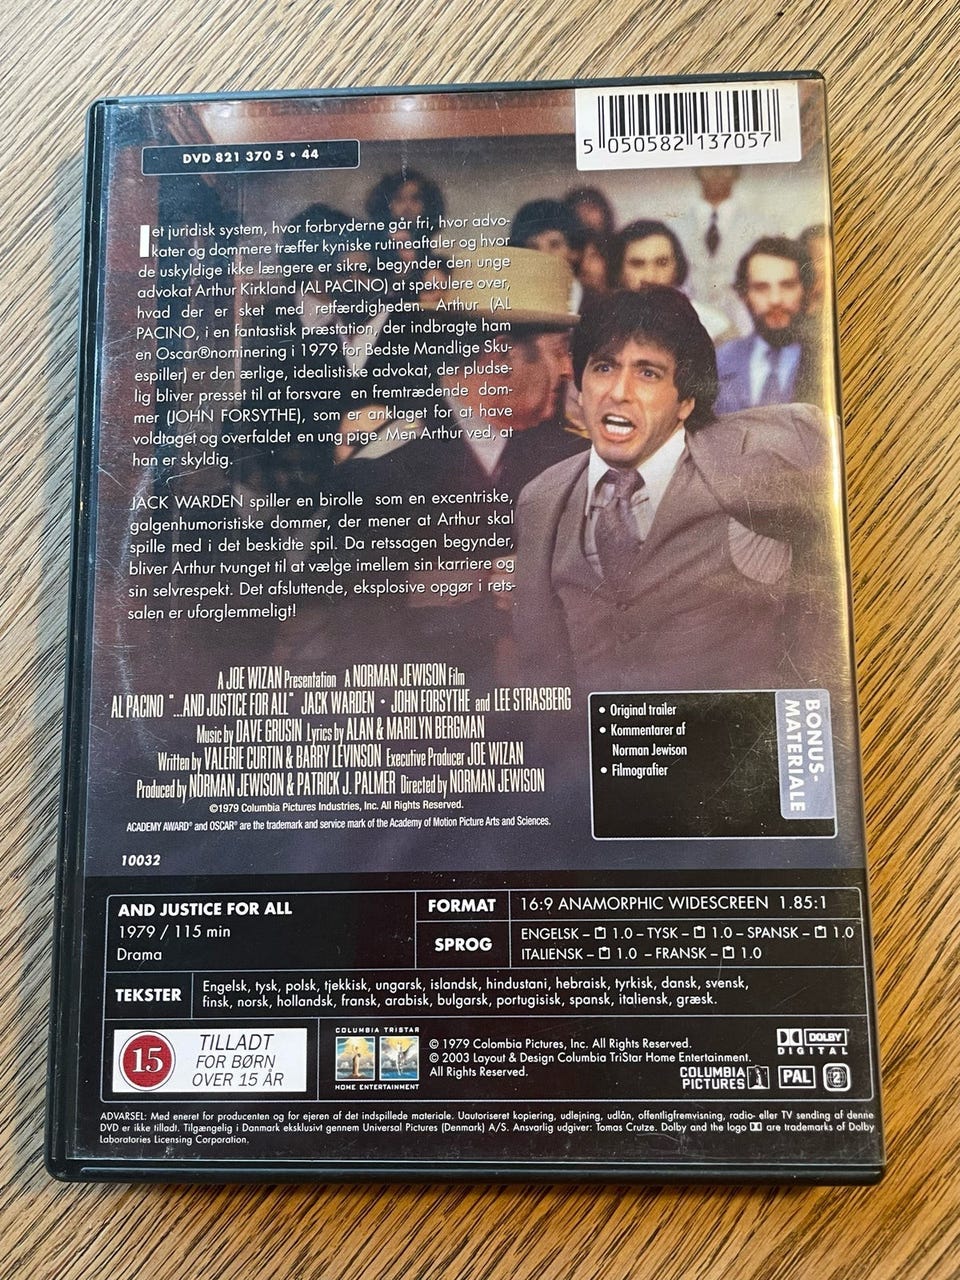 5 050582 137057
DVD 821 370 5 • 44
I et juridisk system, hvor forbryderne går fri, hvor advo-
kater og dommere træffer kyniske rutineaftaler og hvor
de uskyldige ikke længere er sikre, begynder den unge
advokat Arthur Kirkland (AL PACINO) at spekulere over,
hvad der er sket med retfærdigheden. Arthur (AL
PACINO, i en fantastisk præstation, der indbragte ham
en Oscar®nominering i 1979 for Bedste Mandlige Sku-
espiller) er den ærlige, idealistiske advokat, der pludse-
lig bliver presset til at forsvare en fremtrædende dom-
mer (JOHN FORSYTHE), som er anklaget for at have
voldtaget og overfaldet en ung pige. Men Arthur ved, at
han er skyldig.
JACK WARDEN spiller en birolle som en excentriske,
galgenhumoristiske dommer, der mener at Arthur skal
spille med i det beskidte spil. Da retssagen begynder,
bliver Arthur tvunget til at vælge imellem sin karriere og
sin selvrespekt. Det afsluttende, eksplosive opgør i rets-
salen er uforglemmeligt!
A JOE WIZAN Presentation A NORMAN JEWISON Film
AL PACINO "...AND JUSTICE FOR ALL" JACK WARDEN • JOHN FORSYTHE and LEE STRASBERG
Music by DAVE GRUSIN Lyrics by ALAN & MARILYN BERGMAN
Written by VALERIE CURTIN & BARRY LEVINSON Executive Producer JOE WIZAN
Produced by NORMAN JEWISON & PATRICK J. PALMER Directed by NORMAN JEWISON
©1979 Columbia Pictures Industries, Inc. All Rights Reserved.
ACADEMY AWARD® and OSCAR® are the trademark and service mark of the Academy of Motion Picture Arts and Sciences.
• Original trailer
• Kommentarer af
Norman Jewison
• Filmografier
BONUS-
MATERIALE
10032
AND JUSTICE FOR ALL
1979 / 115 min
Drama
FORMAT
16:9 ANAMORPHIC WIDESCREEN 1.85:1
SPROG
ENGELSK – 1.0 – TYSK – 1.0 – SPANSK – 1.0
ITALIENSK – 1.0 – FRANSK – 1.0
TEKSTER
Engelsk, tysk, polsk, tjekkisk, ungarsk, islandsk, hindustani, hebraisk, tyrkisk, dansk, svensk,
finsk, norsk, hollandsk, fransk, arabisk, bulgarsk, portugisisk, spansk, italiensk, græsk.
15
TILLADT
FOR BØRN
OVER 15 ÅR
COLUMBIA TRISTAR
HOME ENTERTAINMENT
© 1979 Columbia Pictures, Inc. All Rights Reserved.
© 2003 Layout & Design Columbia TriStar Home Entertainment.
All Rights Reserved.
DOLBY
DIGITAL
COLUMBIA
PICTURES
PAL
2
ADVARSEL: Med eneret for producenten og for ejeren af det indspillede materiale. Uautoriseret kopiering, udlejning, udlån, offentligfremvisning, radio- eller TV sending af denne
DVD er ikke tilladt. Tilgængelig i Danmark eksklusivt gennem Universal Pictures (Denmark) A/S. Ansvarlig udgiver: Tomas Crutze. Dolby and the logo are trademarks of Dolby
Laboratories Licensing Corporation.